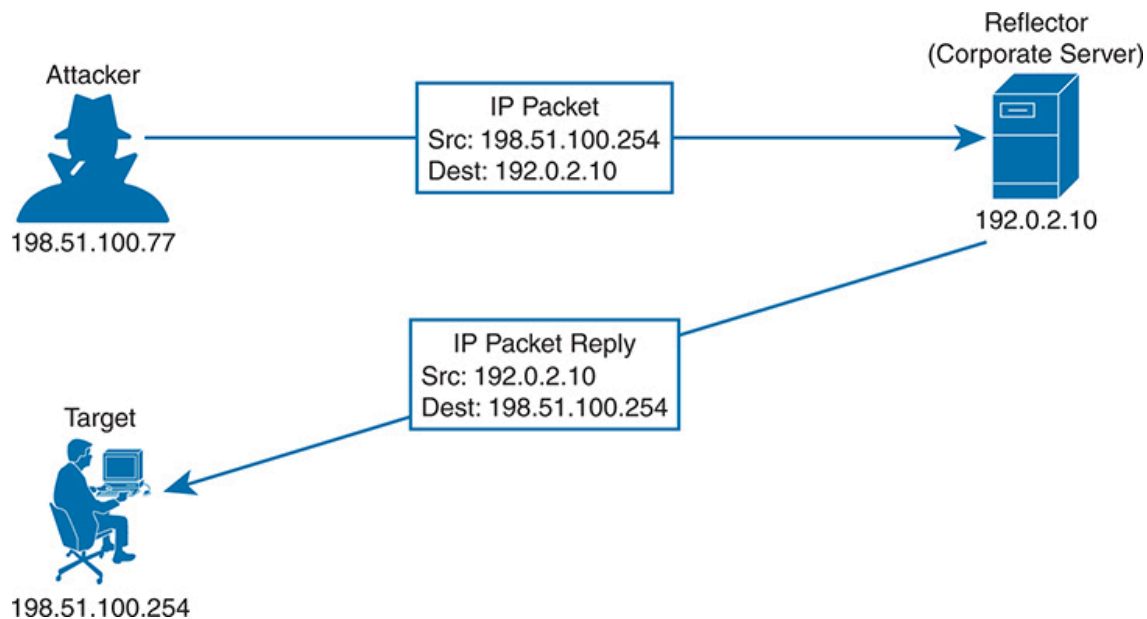 Reflector
(Corporate Server)
Attacker
IP Packet
Src: 198.51.100.254
Dest: 192.0.2.10
198.51.100.77
192.0.2.10
IP Packet Reply
Src: 192.0.2.10
Dest: 198.51.100.254
Target
198.51.100.254